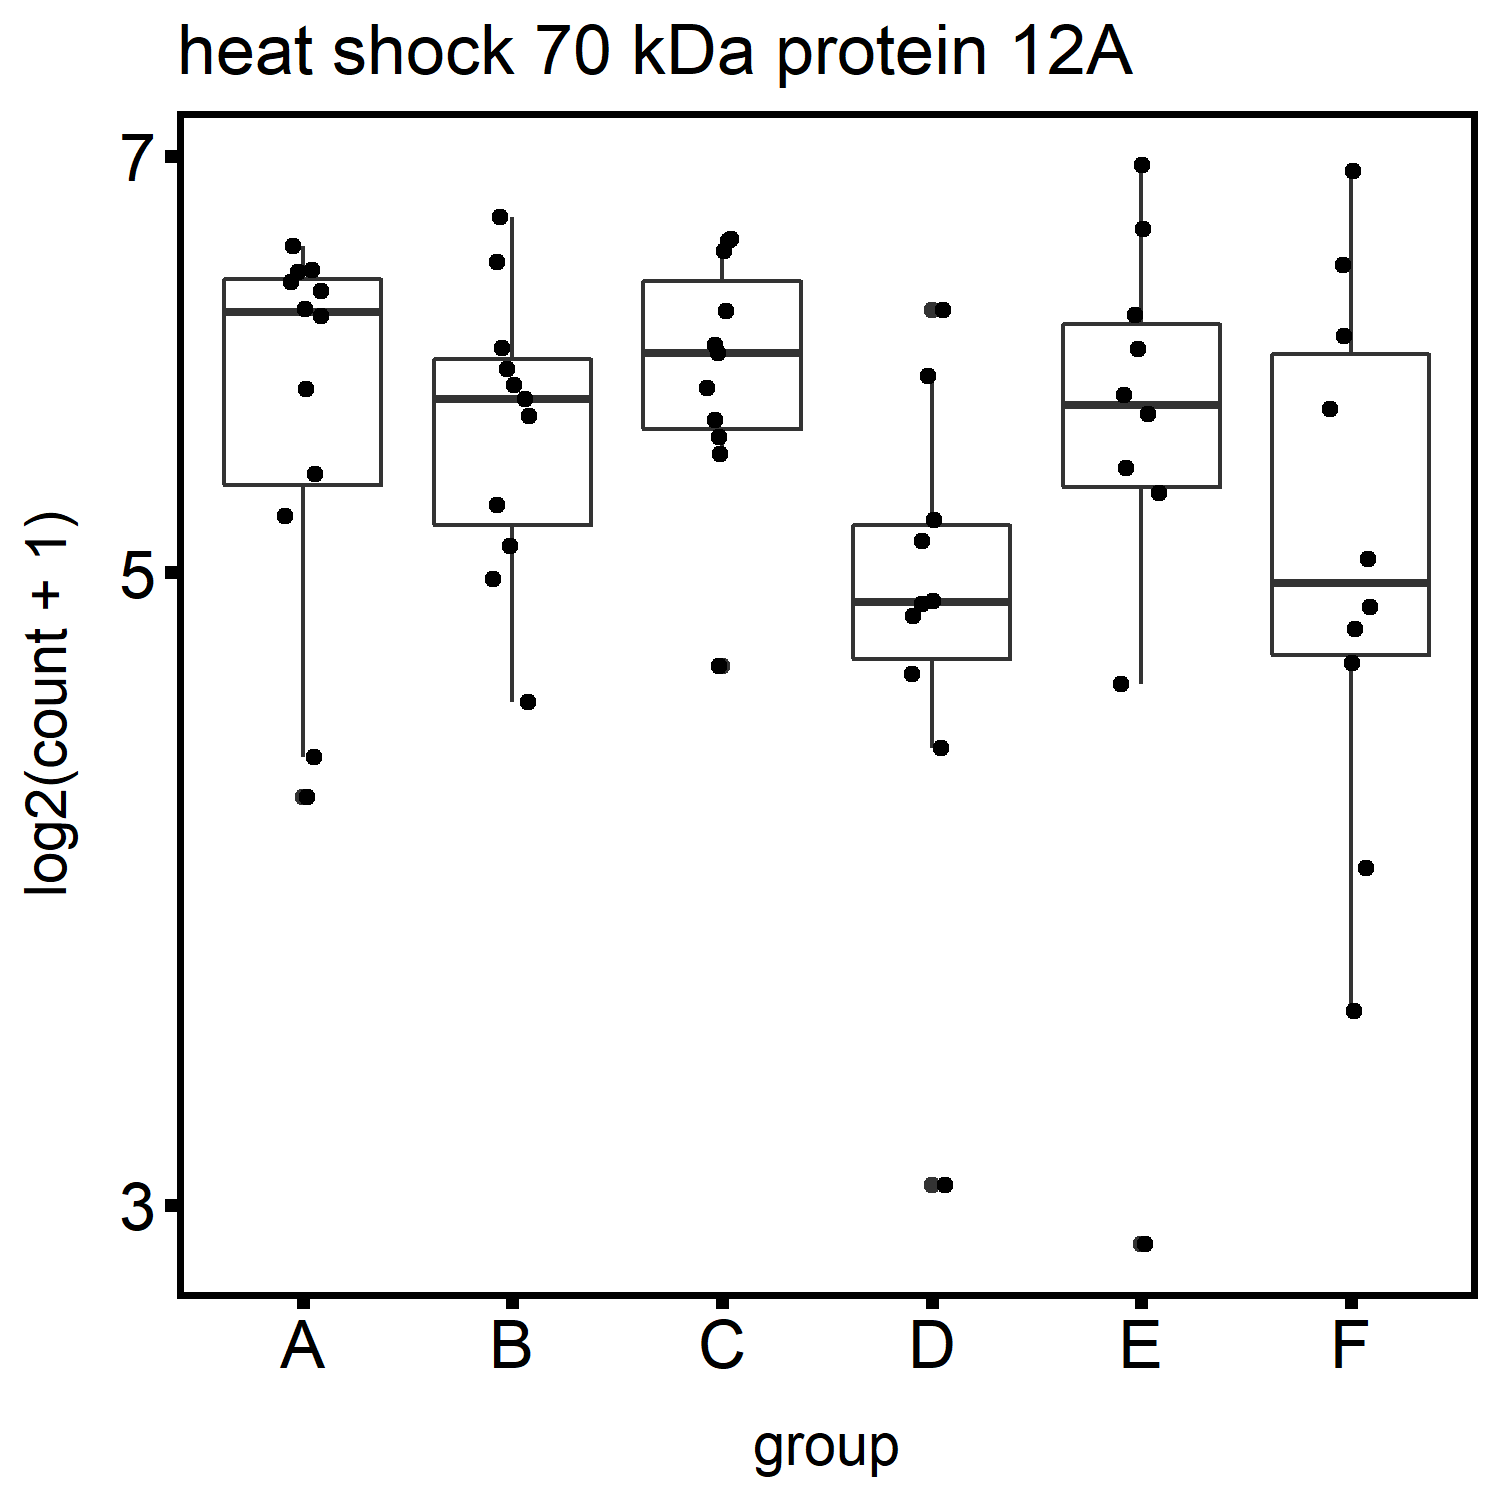 heat shock 70 kDa protein 12A
7
5
3
log2(count + 1)
A B C D E F
group